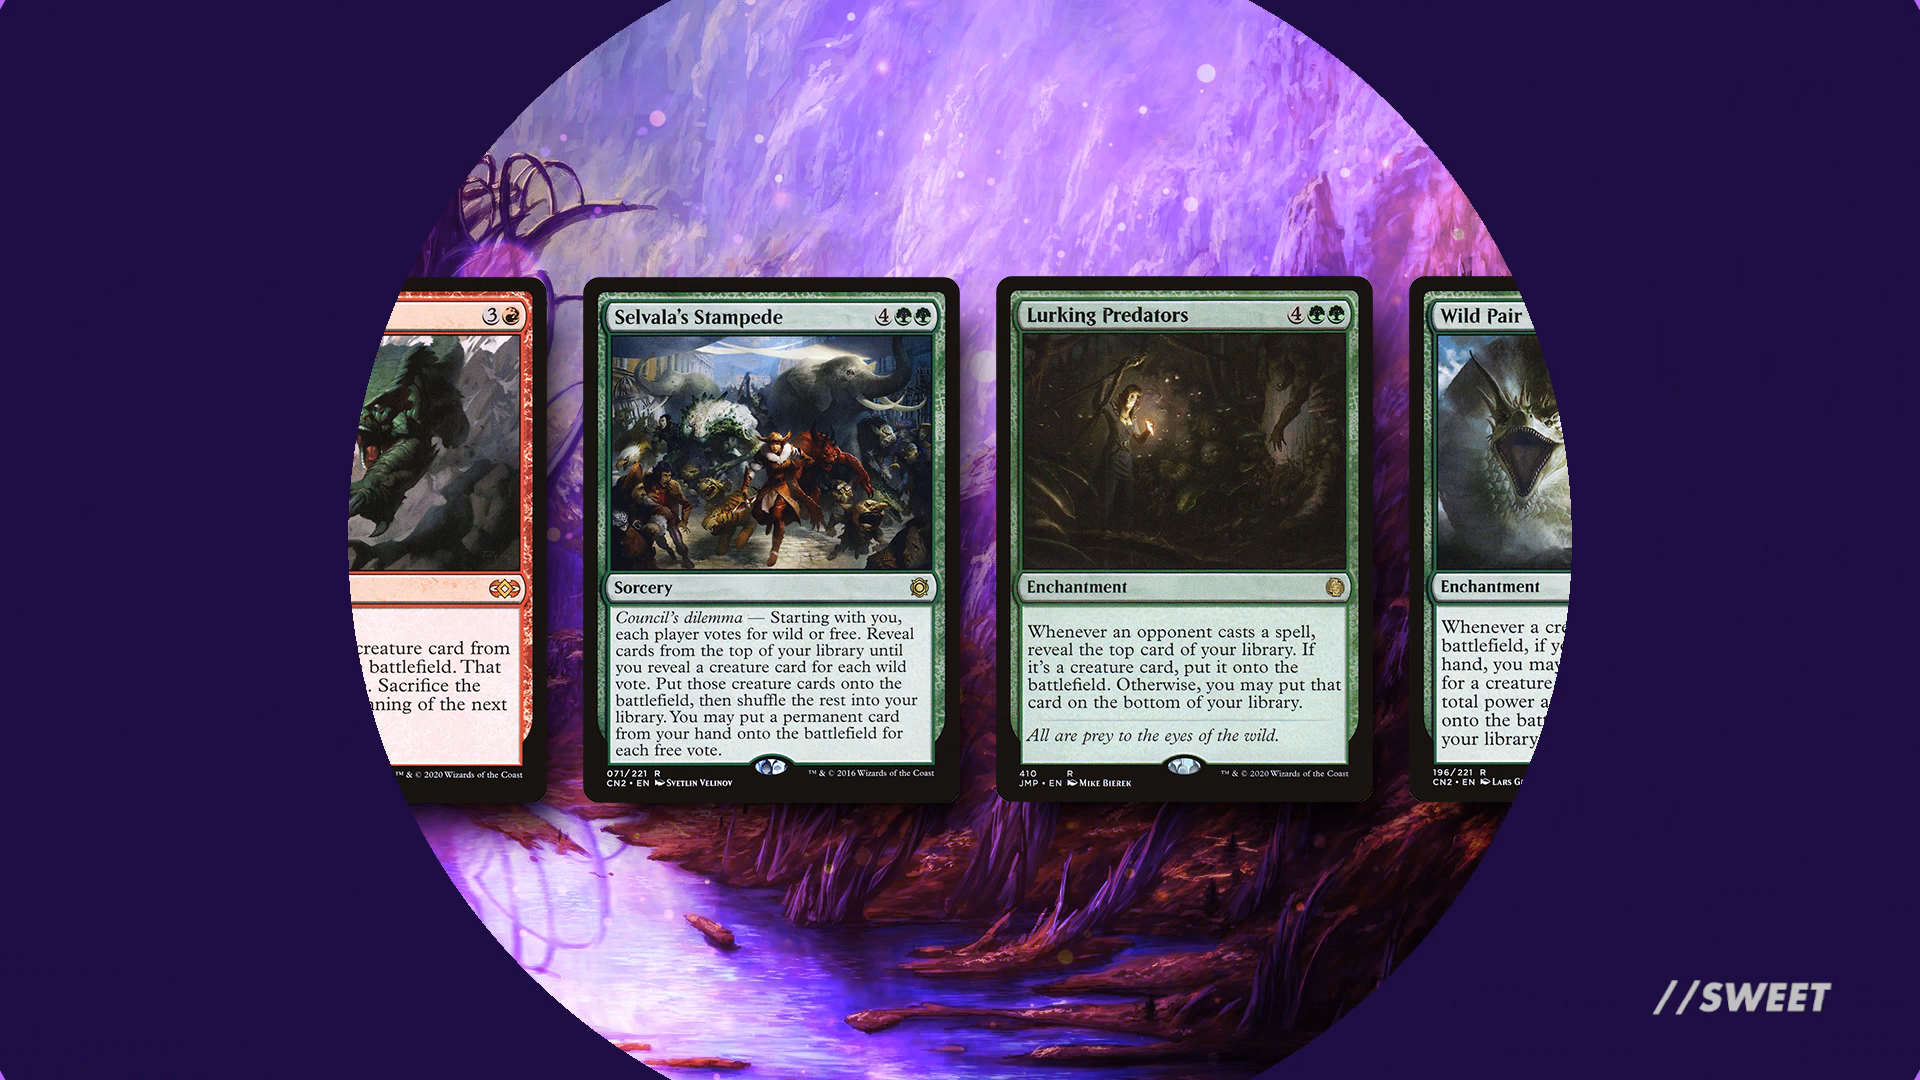 3
creature card from
battlefield. That
. Sacrifice the
ning of the next
™ & © 2020 Wizards of the Coast
Selvala's Stampede 4
Sorcery
Council's dilemma — Starting with you,
each player votes for wild or free. Reveal
cards from the top of your library until
you reveal a creature card for each wild
vote. Put those creature cards onto the
battlefield, then shuffle the rest into your
library. You may put a permanent card
from your hand onto the battlefield for
each free vote.
071/221 R
CN2 • EN Svetlin Velinov
™ & © 2016 Wizards of the Coast
Lurking Predators 4
Enchantment
Whenever an opponent casts a spell,
reveal the top card of your library. If
it's a creature card, put it onto the
battlefield. Otherwise, you may put that
card on the bottom of your library.
All are prey to the eyes of the wild.
410 R
JMP • EN Mike Bierek
™ & © 2020 Wizards of the Coast
Wild Pair
Enchantment
Whenever a cre
battlefield, if y
hand, you may
for a creature
total power a
onto the bat
your library
196/221 R
CN2 • EN Lars G
//SWEET